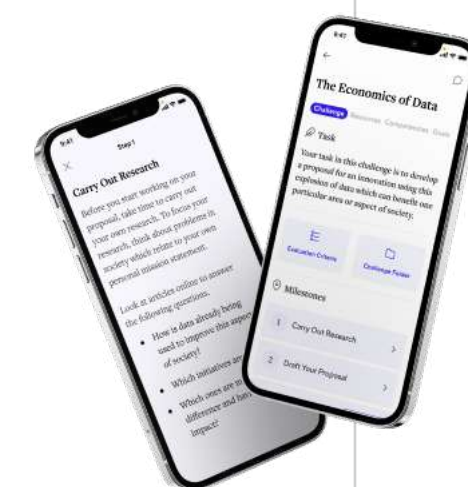 9:41
Step 1
Carry Out Research
Before you start working on your
proposal, take time to carry out
your own research. To focus your
research, think about problems in
society which relate to your own
personal mission statement.
Look at articles online to answer
the following questions.
How is data already being
used to improve this aspect
of society?
Which initiatives are
Which ones are
difference and
impact?
9:41
The Economics of Data
Challenge Resources Competencies Goals
Task
Your task in this challenge is to develop
a proposal for an innovation using this
explosion of data which can benefit one
particular area or aspect of society.
Evaluation Criteria
Challenge Folder
Milestones
1 Carry Out Research
2 Draft Your Proposal